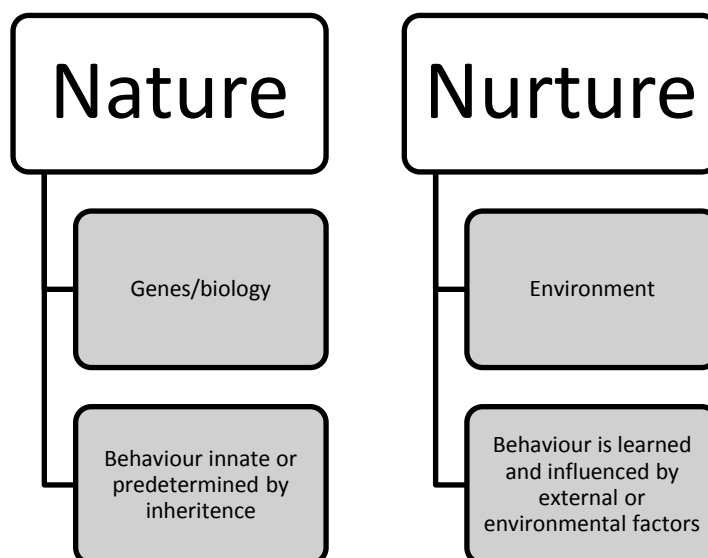 Nature
Genes/biology
Behaviour innate or
predetermined by
inheritence
Nurture
Environment
Behaviour is learned
and influenced by
external or
environmental factors